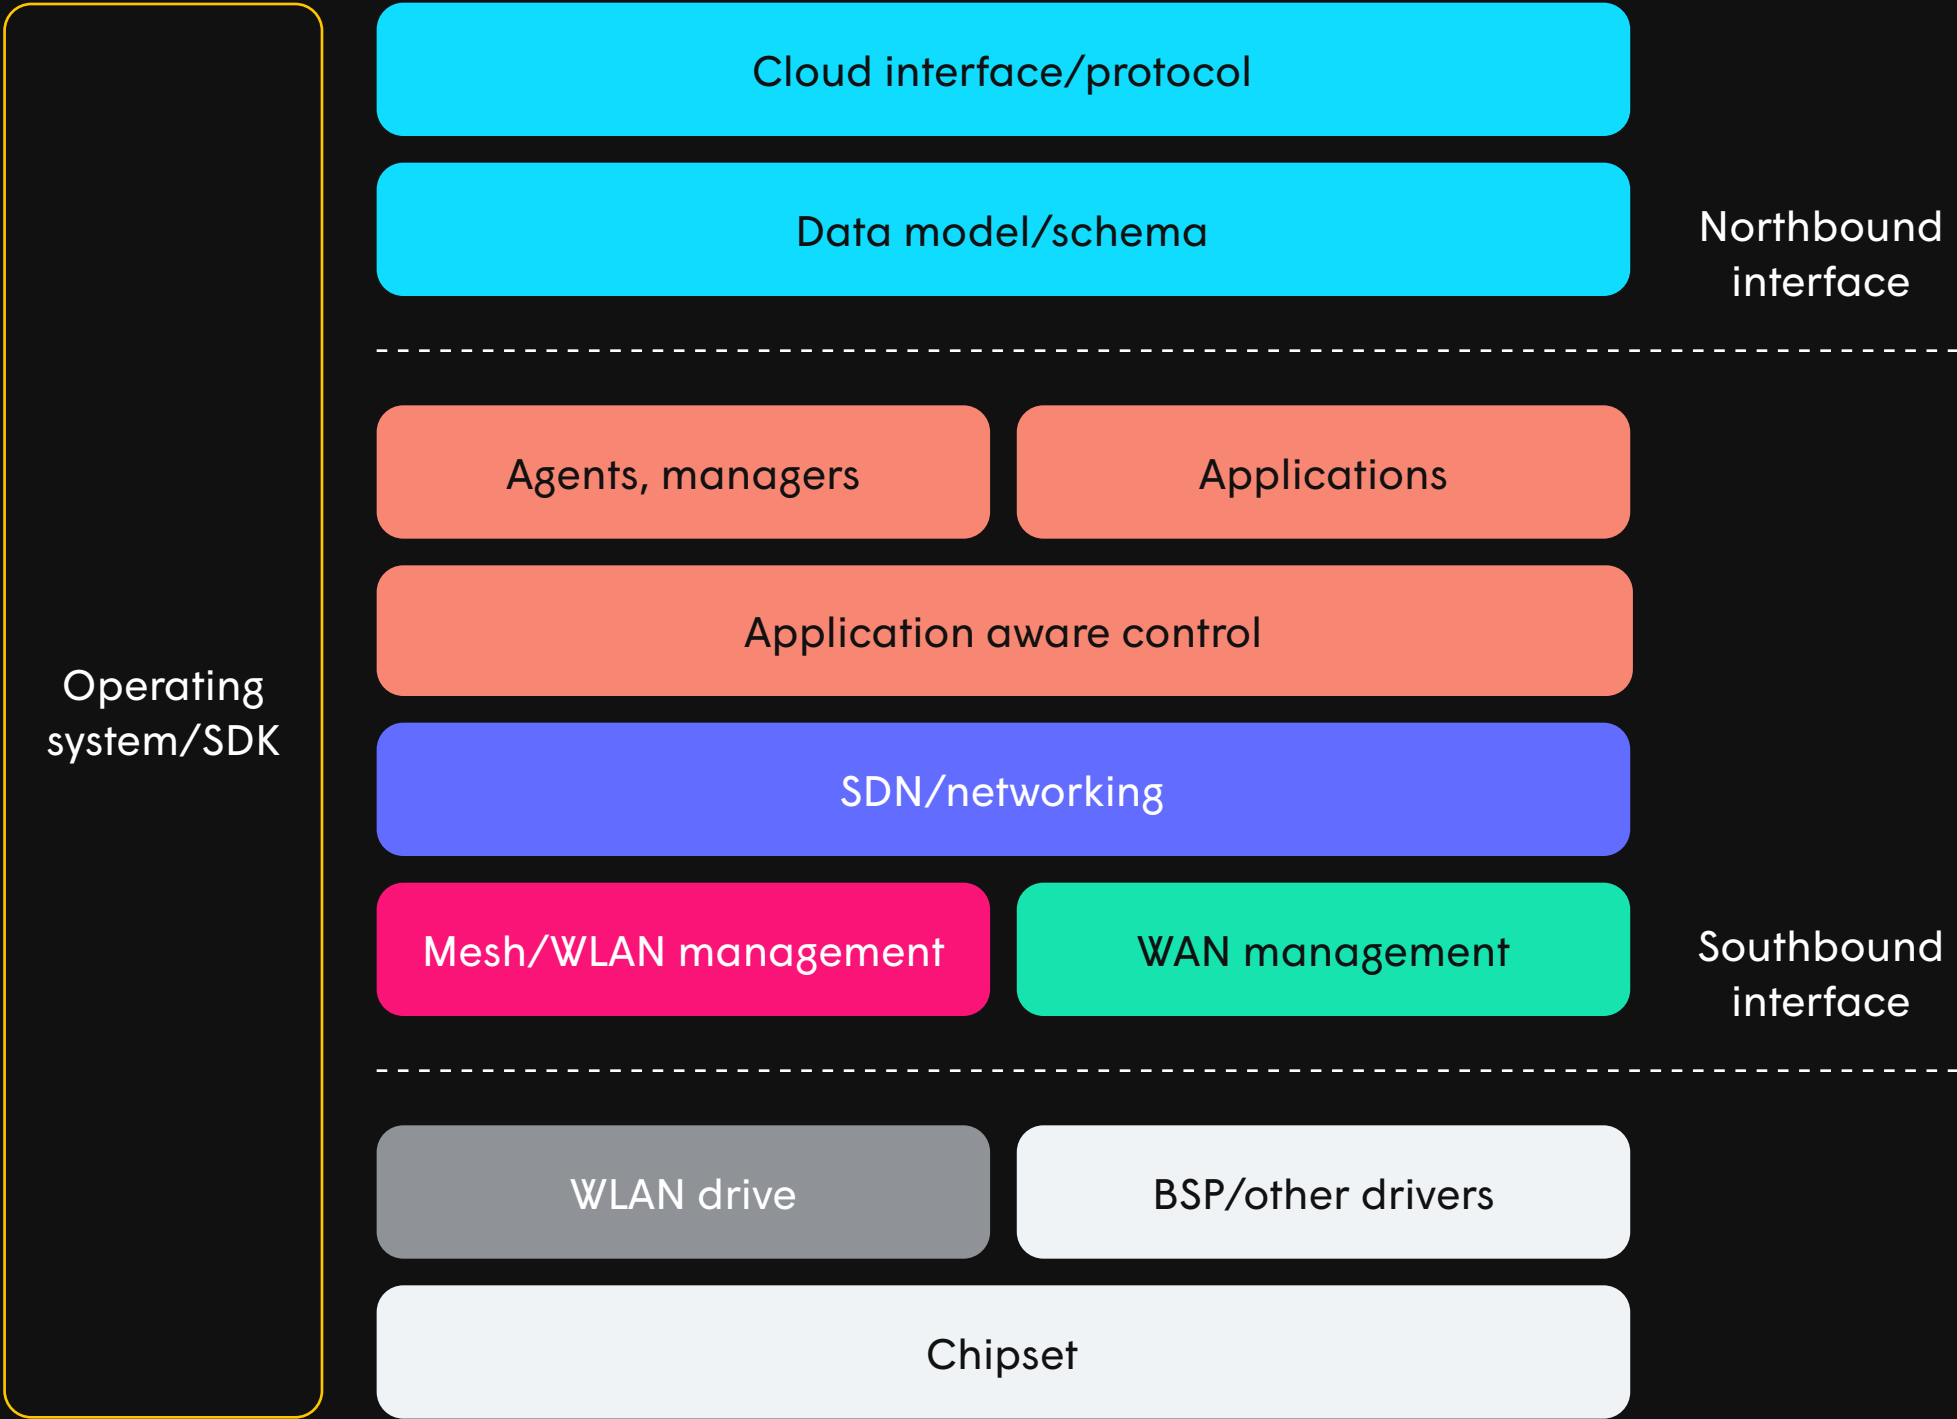 Cloud interface/protocol
Data model/schema
Northbound
interface
Agents, managers
Applications
Application aware control
Operating
system/SDK
SDN/networking
Mesh/WLAN management
WAN management
Southbound
interface
WLAN drive
BSP/other drivers
Chipset